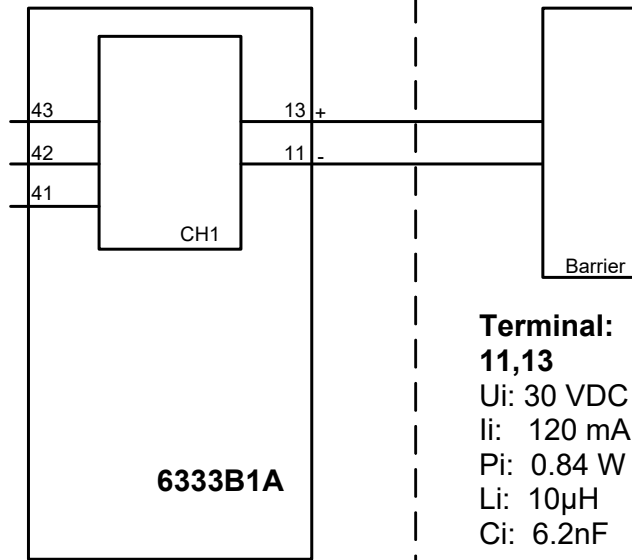 43
13 +
42
11 -
41
CH1
Barrier
6333B1A
Terminal:
11,13
Ui: 30 VDC
Ii: 120 mA
Pi: 0.84 W
Li: 10µH
Ci: 6.2nF